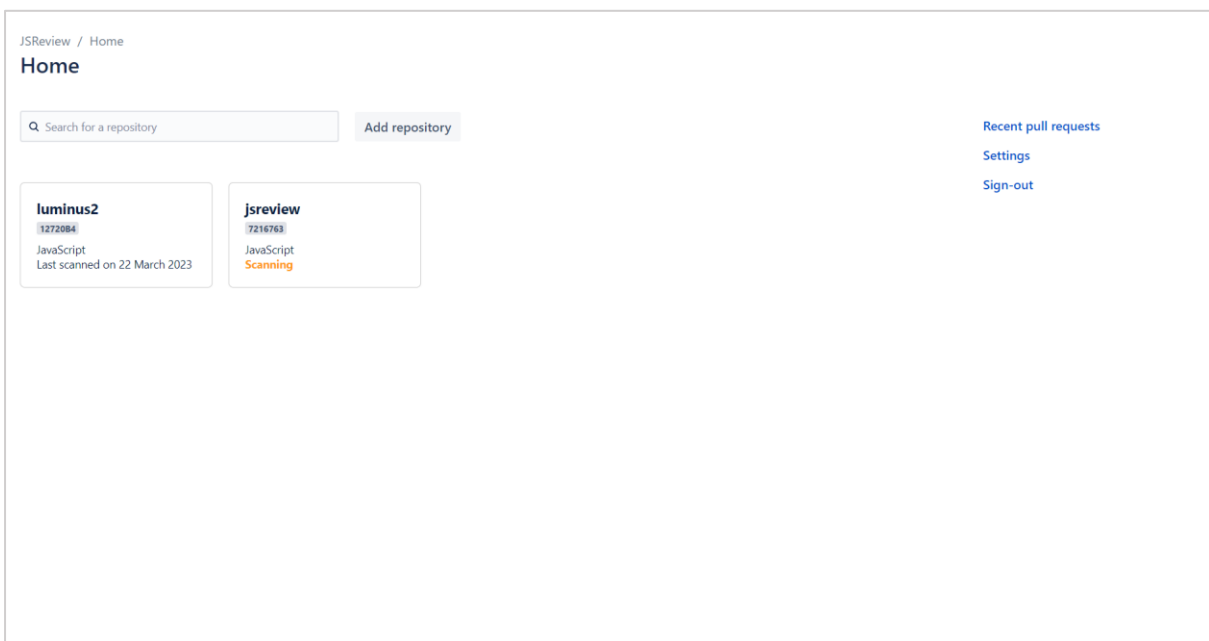 JSReview / Home
Home
Search for a repository
Add repository
Recent pull requests
Settings
Sign-out
luminus2
1272084
JavaScript
Last scanned on 22 March 2023
jsreview
7216763
JavaScript
Scanning